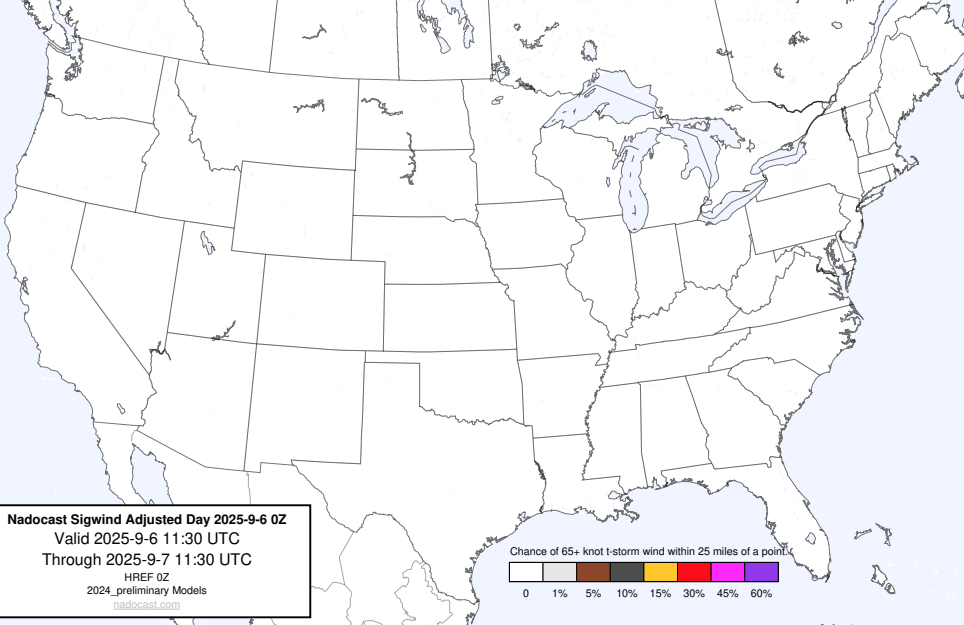 Nadocast Sigwind Adjusted Day 2025-9-6 0Z
Valid 2025-9-6 11:30 UTC
Through 2025-9-7 11:30 UTC
HREF 0Z
2024_preliminary Models
nadocast.com
Chance of 65+ knot t-storm wind within 25 miles of a point.
0 1% 5% 10% 15% 30% 45% 60%